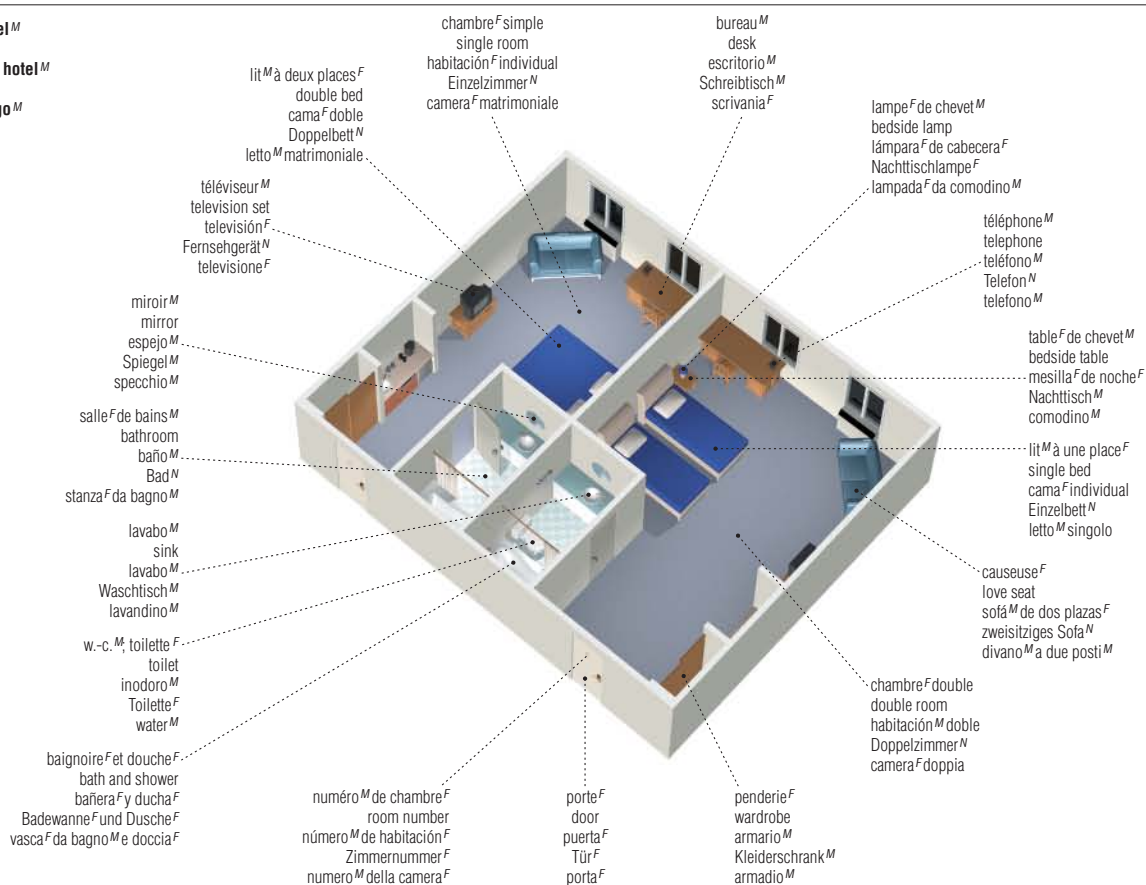 hotel M
chambre F simple
single room
habitación F individual
Einzelzimmer N
camera F matrimoniale
bureau M
desk
escritorio M
Schreibtisch M
scrivania F
lit M à deux places F
double bed
cama F doble
Doppelbett N
letto M matrimoniale
lampe F de chevet M
bedside lamp
lámpara F de cabecera F
Nachttischlampe F
lampada F da comodino M
téléviseur M
television set
televisión F
Fernsehgerät N
televisione F
téléphone M
telephone
teléfono M
Telefon N
telefono M
miroir M
mirror
espejo M
Spiegel M
specchio M
table F de chevet M
bedside table
mesilla F de noche F
Nachttisch M
comodino M
salle F de bains M
bathroom
baño M
Bad N
stanza F da bagno M
lit M à une place F
single bed
cama F individual
Einzelbett N
letto M singolo
lavabo M
sink
lavabo M
Waschtisch M
lavandino M
causeuse F
love seat
sofá M de dos plazas F
zweisitziges Sofa N
divano M a due posti M
w.-c. M; toilette F
toilet
inodoro M
Toilette F
water M
chambre F double
double room
habitación M doble
Doppelzimmer N
camera F doppia
baignoire F et douche F
bath and shower
bañera F y ducha F
Badewanne F und Dusche F
vasca F da bagno M e doccia F
numéro M de chambre F
room number
número M de habitación F
Zimmernummer F
numero M della camera F
porte F
door
puerta F
Tür F
porta F
penderie F
wardrobe
armario M
Kleiderschrank M
armadio M